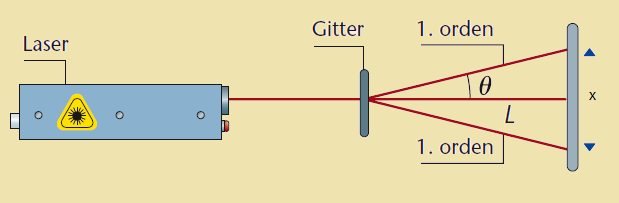 Laser
Gitter
1. orden
θ
x
L
1. orden